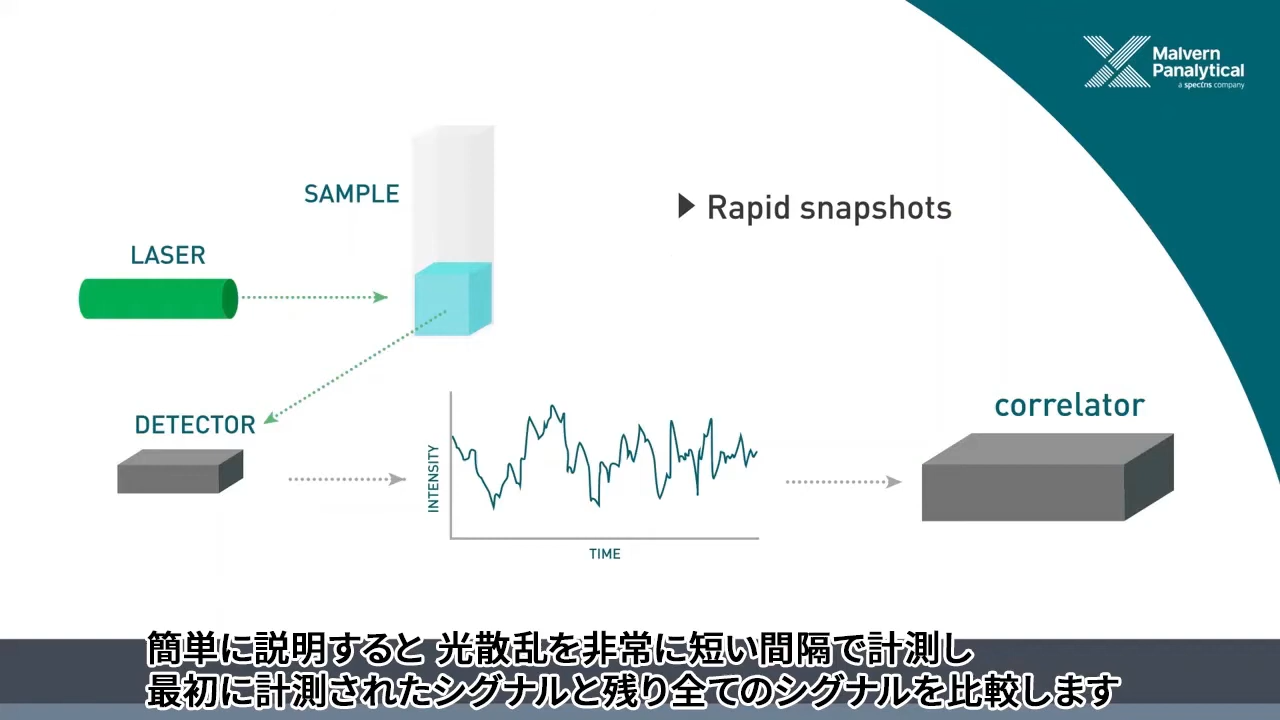 Malvern
Panalytical
a spectris company
SAMPLE
Rapid snapshots
LASER
DETECTOR
correlator
INTENSITY
TIME
簡単に説明すると 光散乱を非常に短い間隔で計測し
最初に計測されたシグナルと残り全てのシグナルを比較します